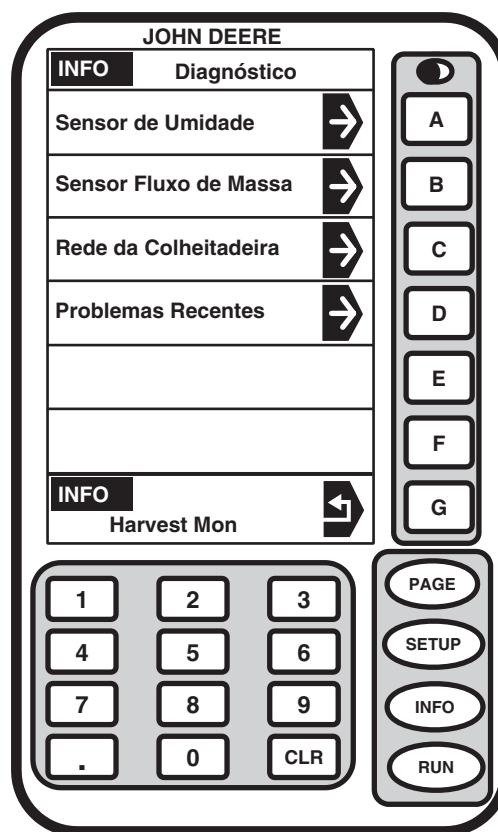 JOHN DEERE
INFO Diagnóstico
Sensor de Umidade
Sensor Fluxo de Massa
Rede da Colheitadeira
Problemas Recentes
INFO
Harvest Mon
A
B
C
D
E
F
G
1 2 3
4 5 6
7 8 9
. 0 CLR
PAGE
SETUP
INFO
RUN